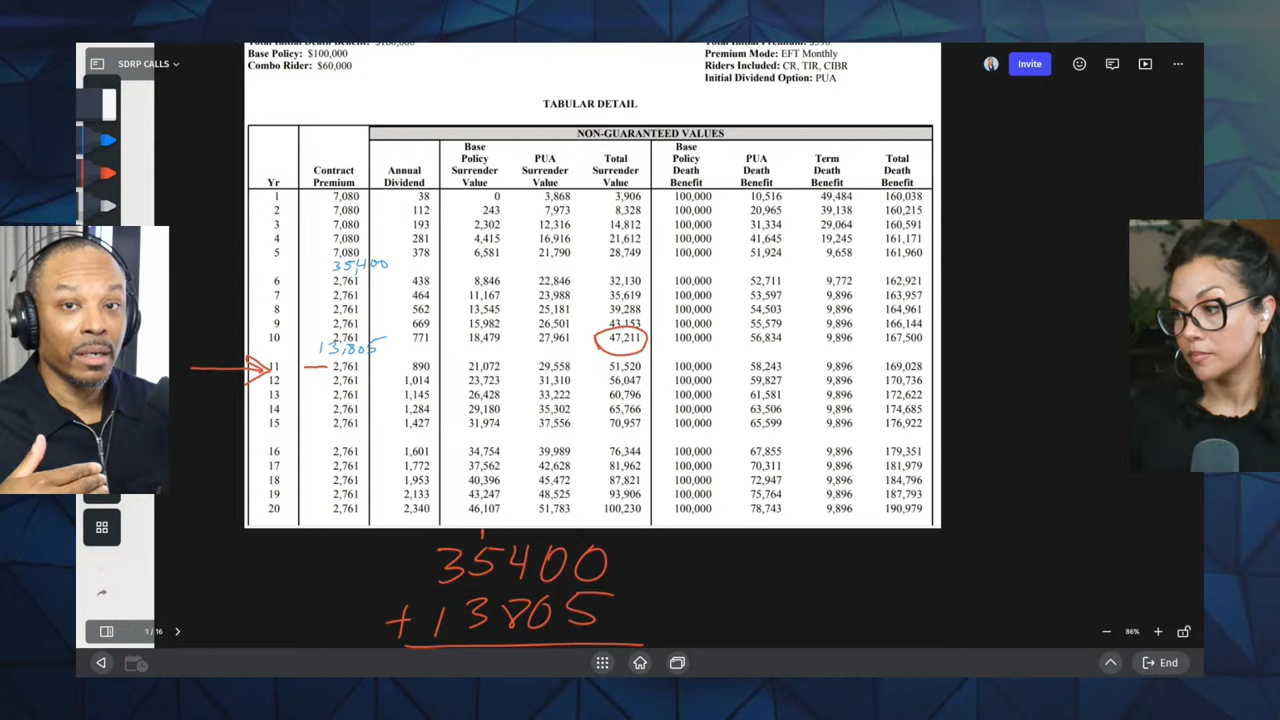 SDRP CALLS
Invite
Base Policy: $100,000
Premium Mode: EFT Monthly
Combo Rider: $60,000
Riders Included: CR, TIR, CIBR
Initial Dividend Option: PUA
TABULAR DETAIL
NON-GUARANTEED VALUES
Yr Contract Premium Annual Dividend Base Policy Surrender Value PUA Surrender Value Total Surrender Value Base Policy Death Benefit PUA Death Benefit Term Death Benefit Total Death Benefit
1 7,080 38 0 3,868 3,906 100,000 10,516 49,484 160,038
2 7,080 112 243 7,973 8,328 100,000 20,965 39,138 160,215
3 7,080 193 2,302 12,316 14,812 100,000 31,334 29,064 160,591
4 7,080 281 4,415 16,916 21,612 100,000 41,645 19,245 161,171
5 7,080 378 6,581 21,790 28,749 100,000 51,924 9,658 161,960
35,400
6 2,761 438 8,846 22,846 32,130 100,000 52,711 9,772 162,921
7 2,761 464 11,167 23,988 35,619 100,000 53,597 9,896 163,957
8 2,761 562 13,545 25,181 39,288 100,000 54,503 9,896 164,961
9 2,761 669 15,982 26,501 43,153 100,000 55,579 9,896 166,144
10 2,761 771 18,479 27,961 47,211 100,000 56,834 9,896 167,500
13,805
11 2,761 890 21,072 29,558 51,520 100,000 58,243 9,896 169,028
12 2,761 1,014 23,723 31,310 56,047 100,000 59,827 9,896 170,736
13 2,761 1,145 26,428 33,222 60,796 100,000 61,581 9,896 172,622
14 2,761 1,284 29,180 35,302 65,766 100,000 63,506 9,896 174,685
15 2,761 1,427 31,974 37,556 70,957 100,000 65,599 9,896 176,922
16 2,761 1,601 34,754 39,989 76,344 100,000 67,855 9,896 179,351
17 2,761 1,772 37,562 42,628 81,962 100,000 70,311 9,896 181,979
18 2,761 1,953 40,396 45,472 87,821 100,000 72,947 9,896 184,796
19 2,761 2,133 43,247 48,525 93,906 100,000 75,764 9,896 187,793
20 2,761 2,340 46,107 51,783 100,230 100,000 78,743 9,896 190,979
35400
+13805
1/16
86%
End